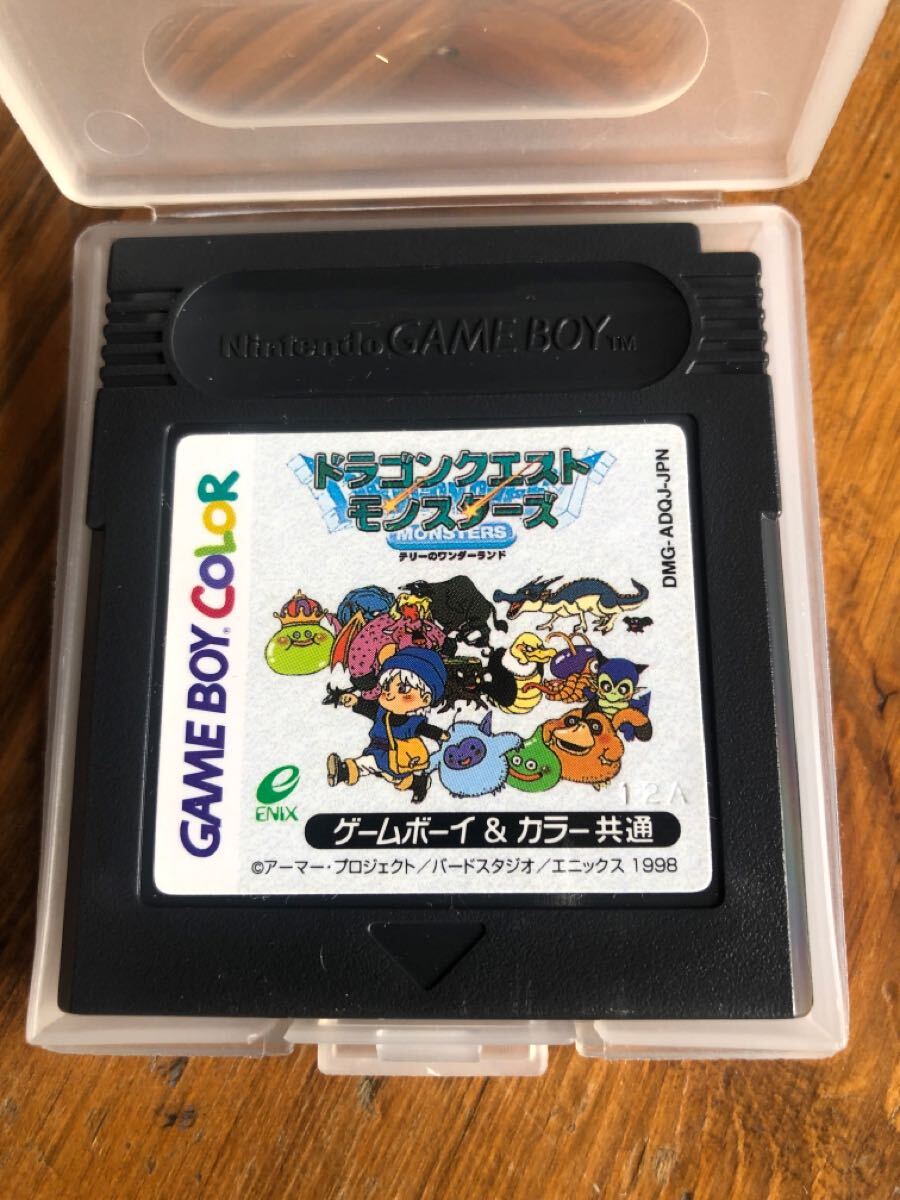 Nintendo GAME BOY™
GAME BOY COLOR
ドラゴンクエスト
モンスターズ
MONSTERS
テリーのワンダーランド
DMG-ADQJ-JPN
ENIX
12A
ゲームボーイ & カラー共通
©アーマー・プロジェクト/バードスタジオ/エニックス 1998